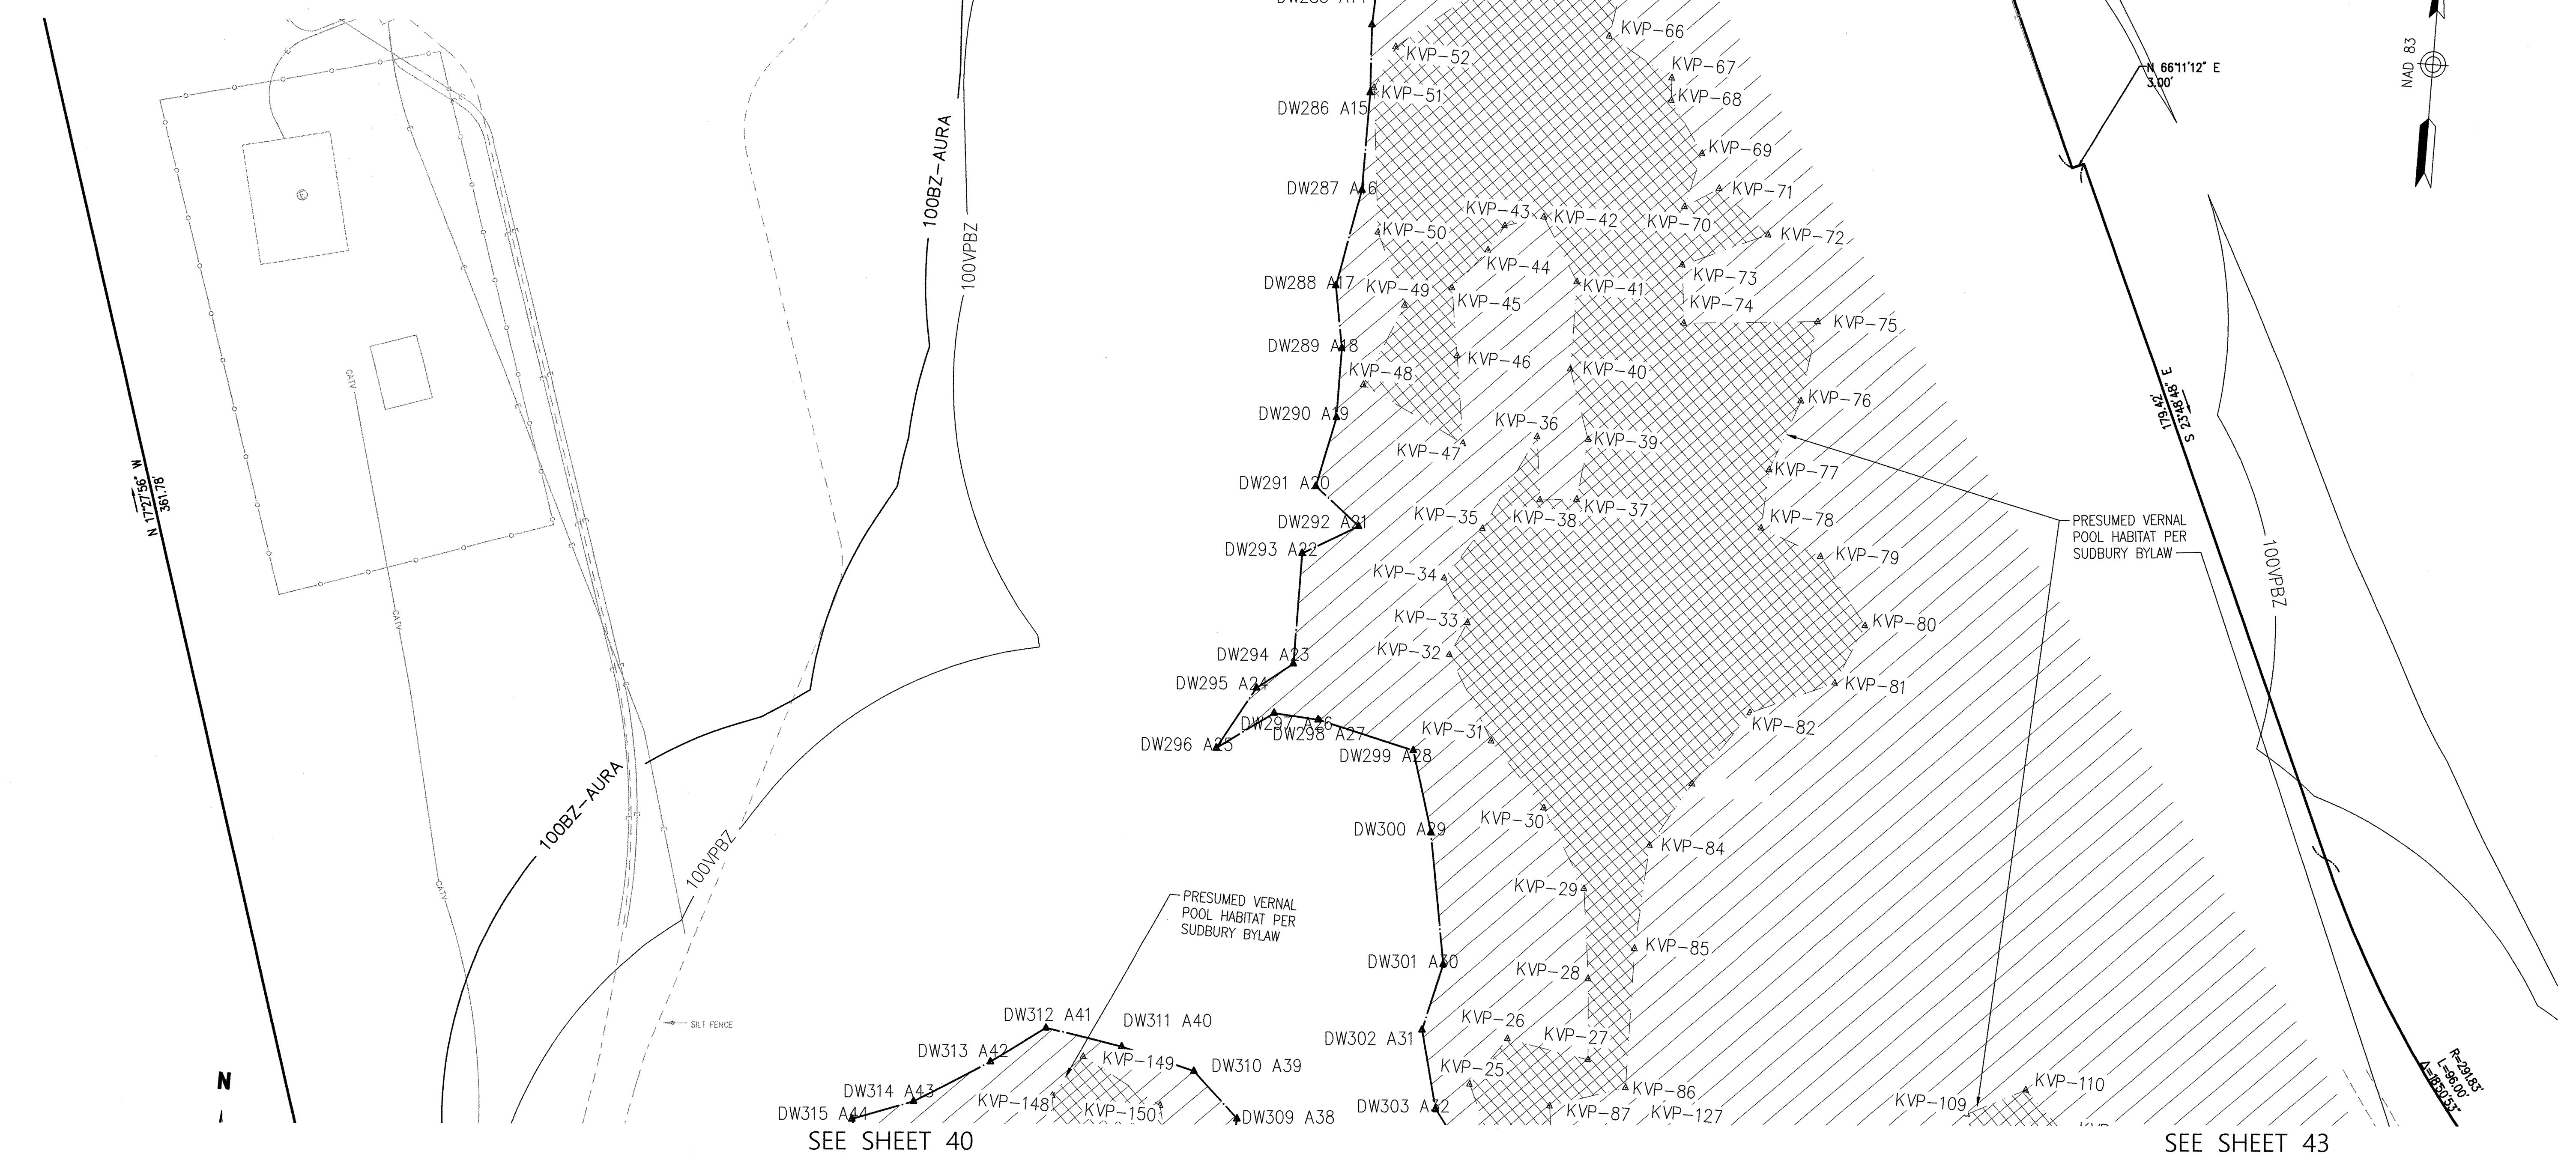 KVP-66
KVP-52
KVP-67
NAD 83
N 66°11'12" E
3.00'
KVP-51
KVP-68
DW286 A15
100BZ-AURA
KVP-69
DW287 A16
KVP-71
KVP-43
KVP-42
KVP-70
KVP-50
KVP-72
100VPBZ
KVP-44
KVP-73
DW288 A17
KVP-49
KVP-41
KVP-45
KVP-74
KVP-75
DW289 A18
KVP-46
KVP-48
KVP-40
CATV
KVP-76
179.42'
S 23°48'48" E
DW290 A19
KVP-36
KVP-39
KVP-47
N 17°27'56" W
361.78'
KVP-77
DW291 A20
KVP-37
KVP-38
KVP-35
KVP-78
DW292 A21
PRESUMED VERNAL
POOL HABITAT PER
SUDBURY BYLAW
DW293 A22
KVP-79
100VPBZ
KVP-34
CATV
KVP-33
KVP-80
KVP-32
DW294 A23
DW295 A24
KVP-81
DW297 A26
DW298 A27
KVP-82
KVP-31
DW296 A25
DW299 A28
100BZ-AURA
KVP-30
DW300 A29
KVP-84
100VPBZ
CATV
KVP-29
PRESUMED VERNAL
POOL HABITAT PER
SUDBURY BYLAW
KVP-85
DW301 A30
KVP-28
DW312 A41
DW311 A40
KVP-26
SILT FENCE
DW302 A31
KVP-27
DW313 A42
KVP-149
DW310 A39
KVP-25
N
R=291.83'
L=96.00'
Δ=18°50'53"
DW314 A43
KVP-148
KVP-150
DW315 A44
DW309 A38
DW303 A32
KVP-86
KVP-87
KVP-127
KVP-109
KVP-110
SEE SHEET 40
SEE SHEET 43